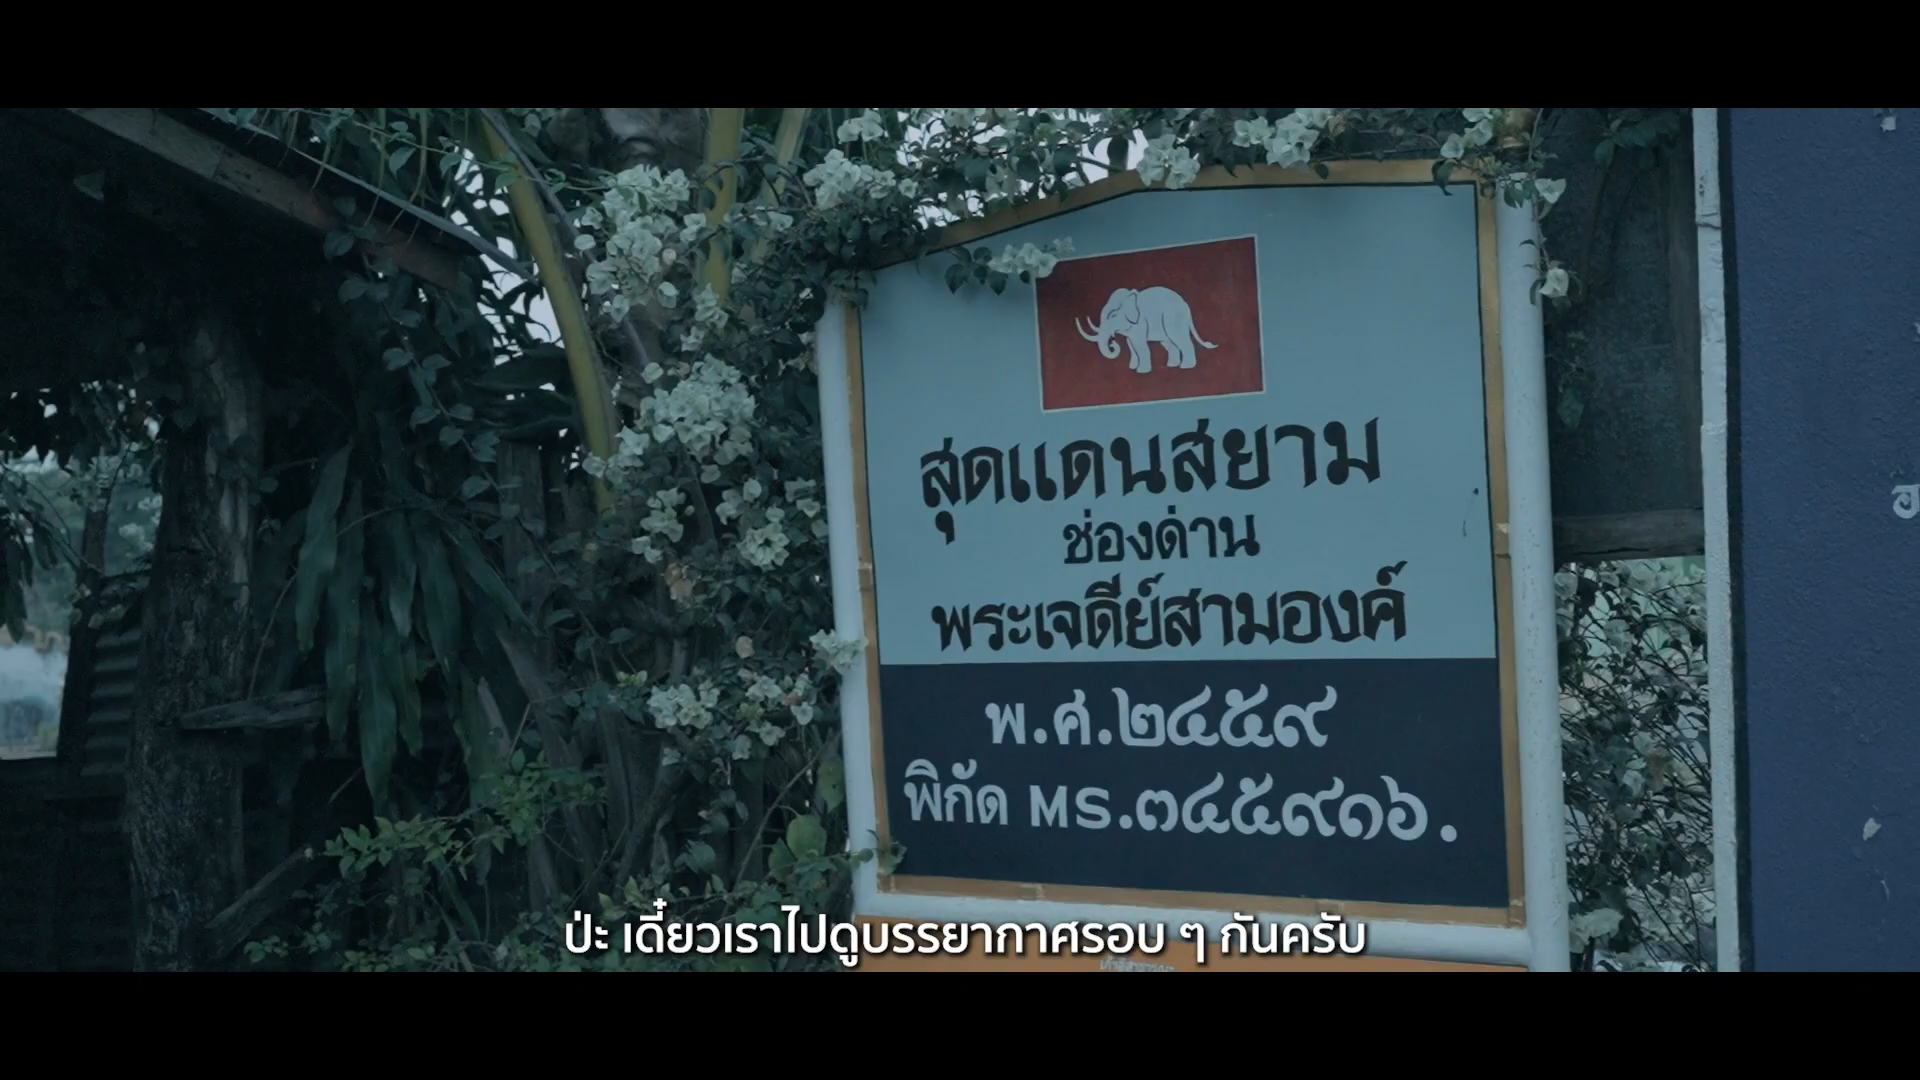 สุดแดนสยาม
ช่องด่าน
พระเจดีย์สามองค์
พ.ศ.๒๔๕๙
พิกัด MS.๓๔๕๙๑๖.
ป่ะ เดี๋ยวเราไปดูบรรยากาศรอบ ๆ กันครับ